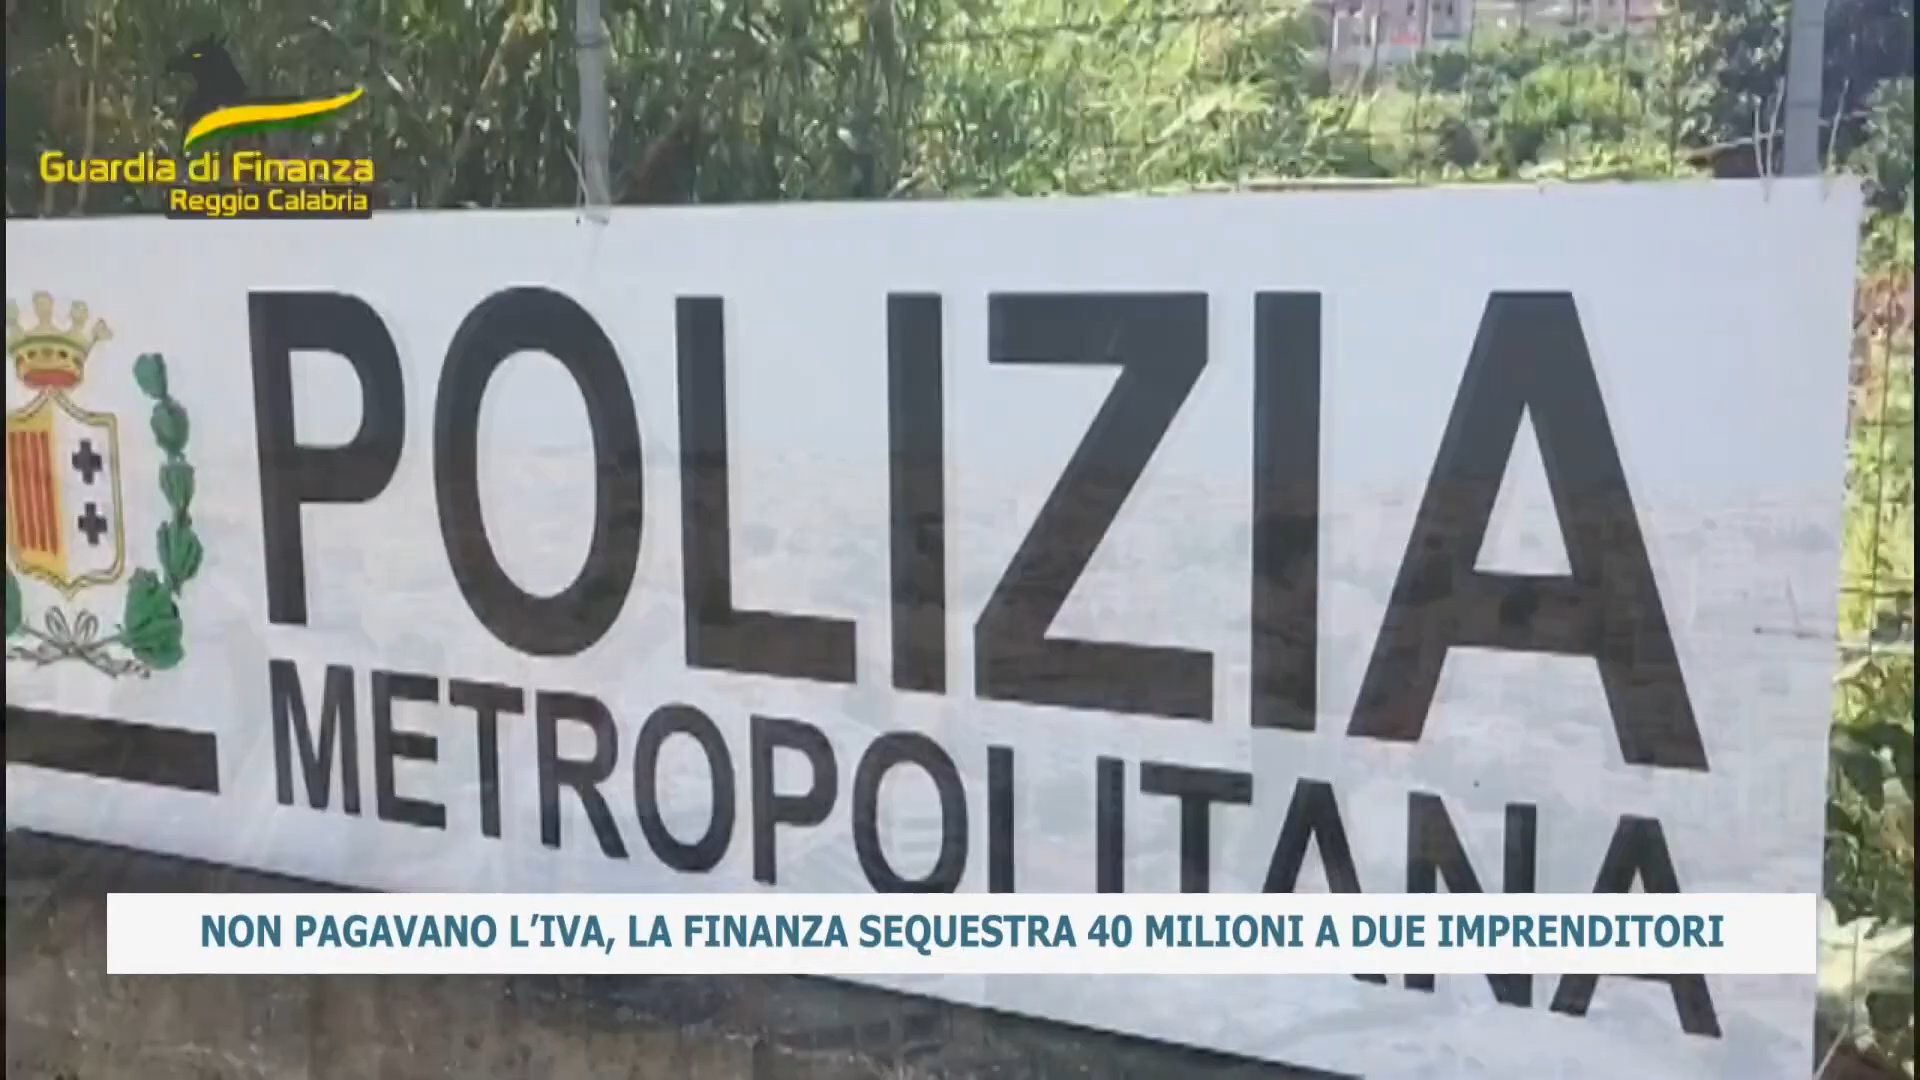 Guardia di Finanza
Reggio Calabria
POLIZIA
METROPOLITANA
NON PAGAVANO L’IVA, LA FINANZA SEQUESTRA 40 MILIONI A DUE IMPRENDITORI